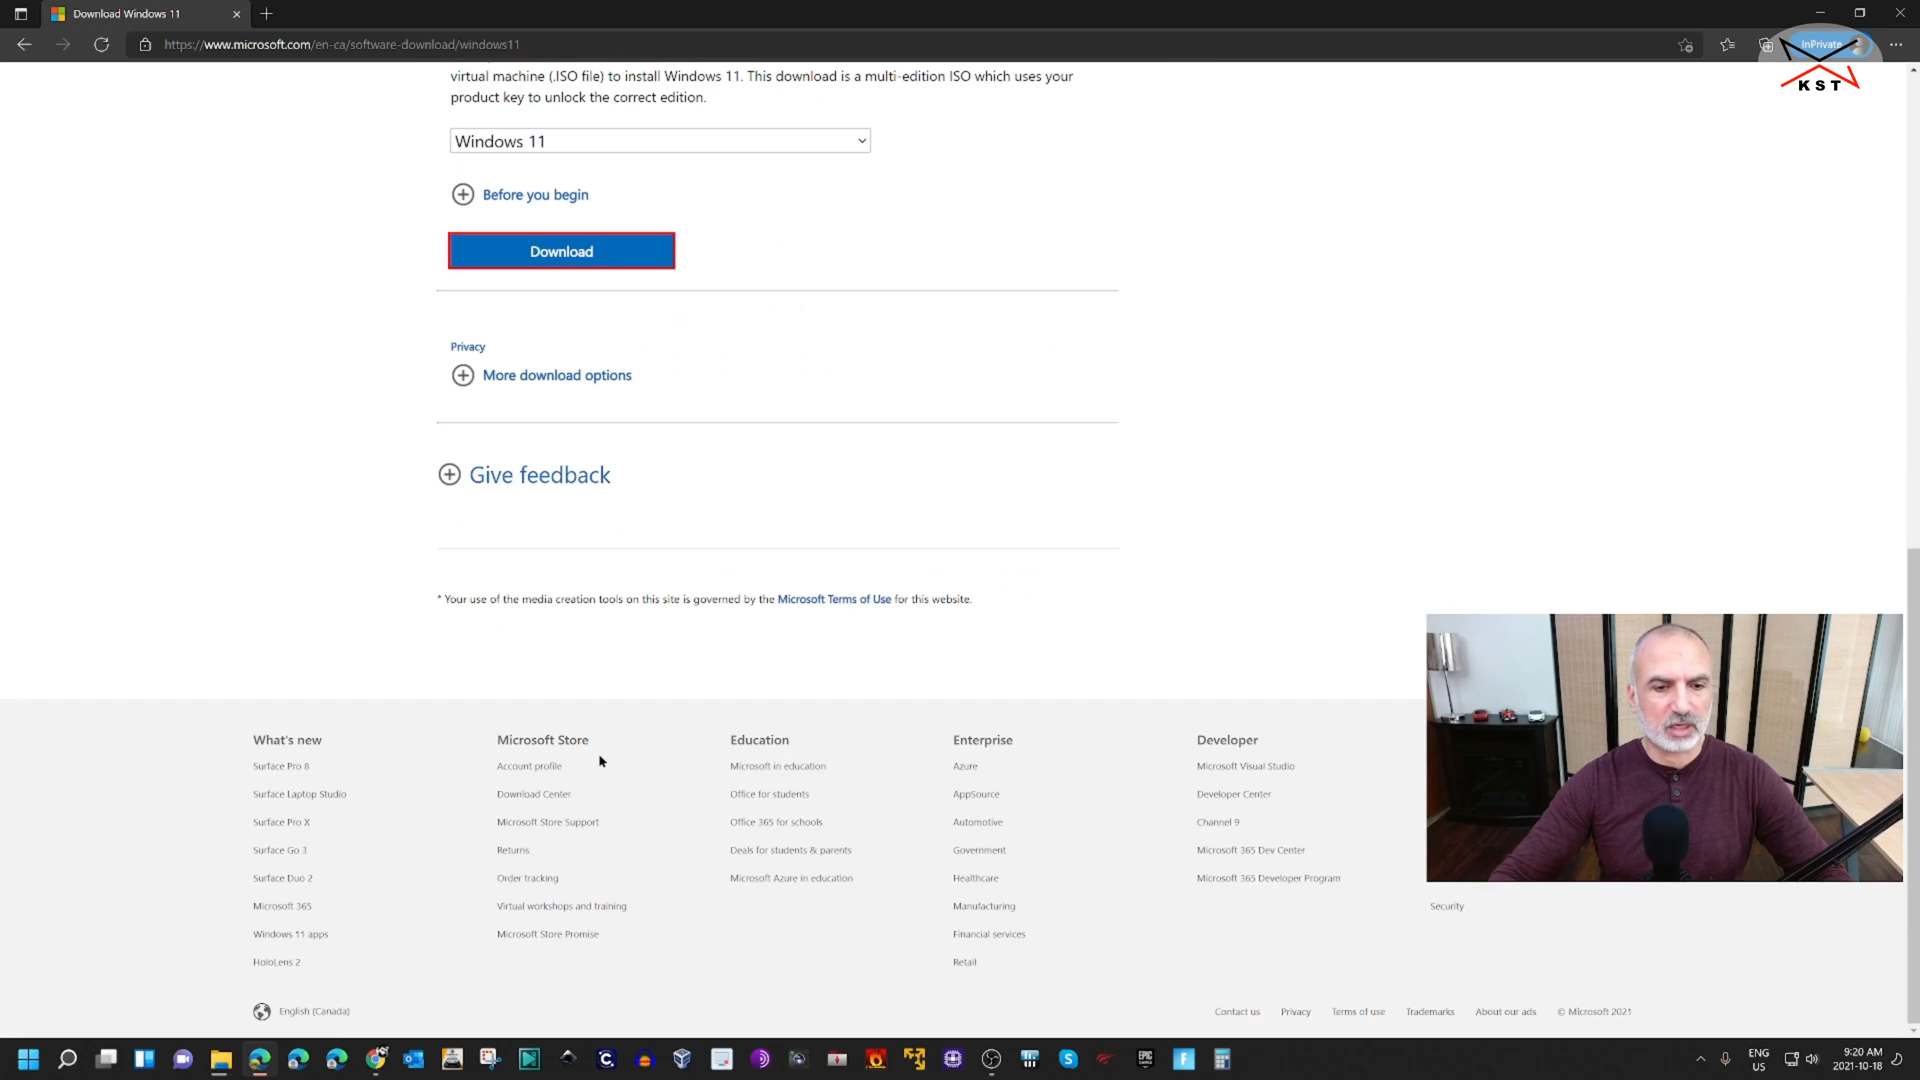 Download Windows 11
https://www.microsoft.com/en-ca/software-download/windows11
InPrivate
KST
virtual machine (.ISO file) to install Windows 11. This download is a multi-edition ISO which uses your
product key to unlock the correct edition.
Windows 11
Before you begin
Download
Privacy
More download options
Give feedback
* Your use of the media creation tools on this site is governed by the Microsoft Terms of Use for this website.
What's new
Surface Pro 8
Surface Laptop Studio
Surface Pro X
Surface Go 3
Surface Duo 2
Microsoft 365
Windows 11 apps
HoloLens 2
Microsoft Store
Account profile
Download Center
Microsoft Store Support
Returns
Order tracking
Virtual workshops and training
Microsoft Store Promise
Education
Microsoft in education
Office for students
Office 365 for schools
Deals for students & parents
Microsoft Azure in education
Enterprise
Azure
AppSource
Automotive
Government
Healthcare
Manufacturing
Financial services
Retail
Developer
Microsoft Visual Studio
Developer Center
Channel 9
Microsoft 365 Dev Center
Microsoft 365 Developer Program
Security
English (Canada)
Contact us
Privacy
Terms of use
Trademarks
About our ads
© Microsoft 2021
ENG
US
9:20 AM
2021-10-18